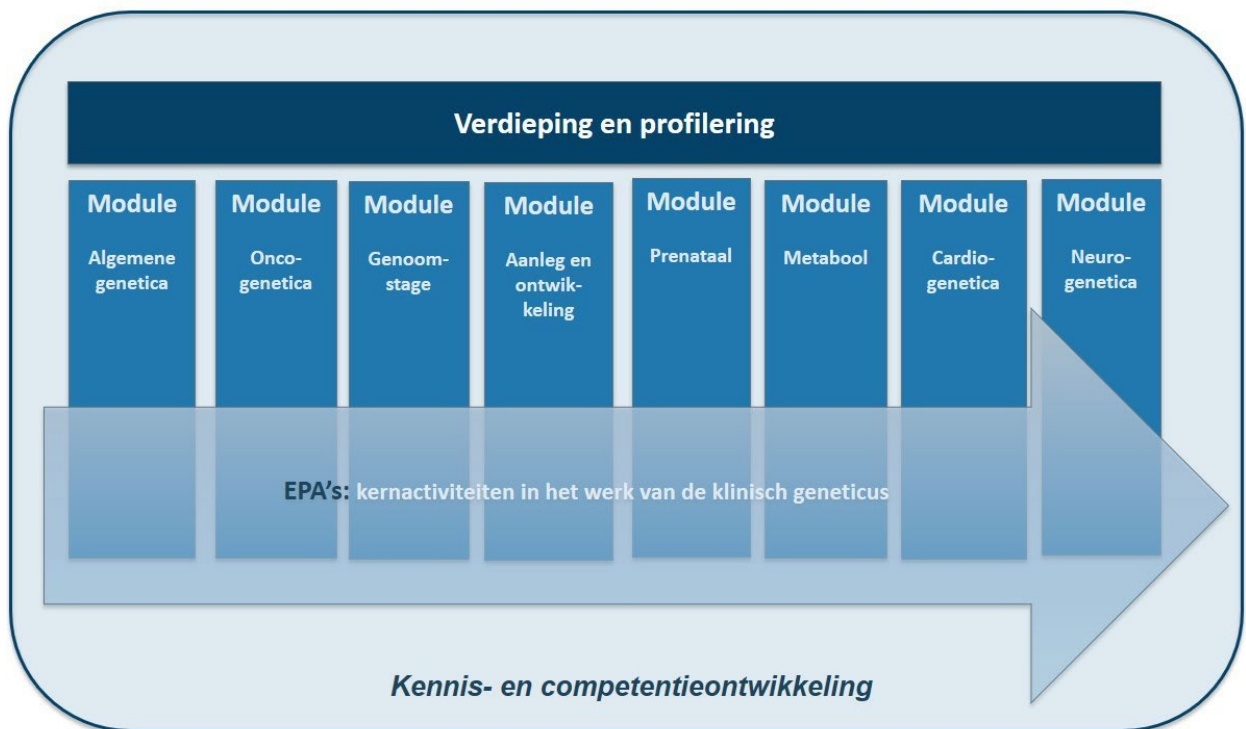 Verdieping en profilering
Module
Algemene
genetica
Module
Onco-
genetica
Module
Genoom-
stage
Module
Aanleg en
ontwik-
keling
Module
Prenataal
Module
Metabool
Module
Cardio-
genetica
Module
Neuro-
genetica
EPA's: kernactiviteiten in het werk van de klinisch geneticus
Kennis- en competentieontwikkeling